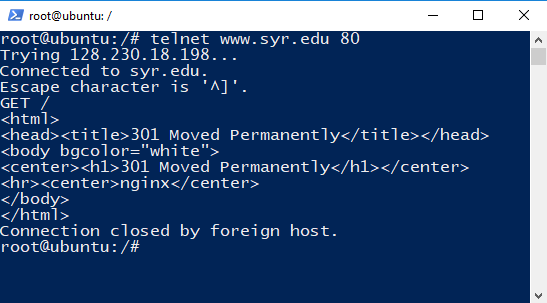 root@ubuntu: /
root@ubuntu:/# telnet www.syr.edu 80
Trying 128.230.18.198...
Connected to syr.edu.
Escape character is '^]'.
GET /
<html>
<head><title>301 Moved Permanently</title></head>
<body bgcolor="white">
<center><h1>301 Moved Permanently</h1></center>
<hr><center>nginx</center>
</body>
</html>
Connection closed by foreign host.
root@ubuntu:/#